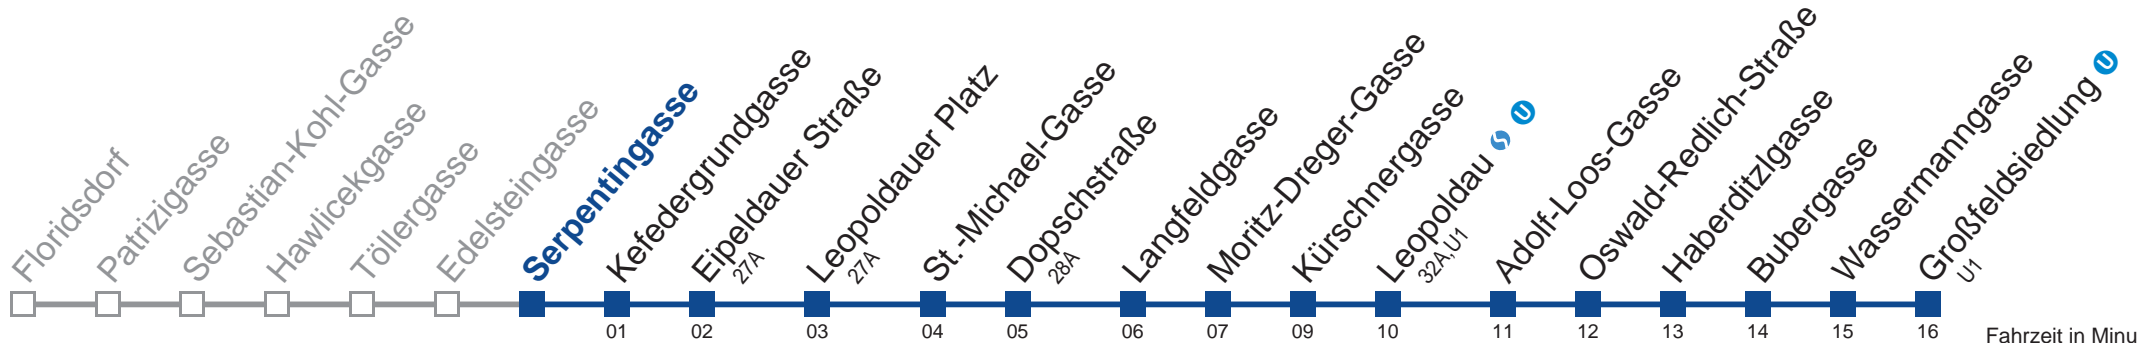 Floridsdorf
Patrizigasse
Sebastian-Kohl-Gasse
Hawlicekgasse
Töllergasse
Edelsteingasse
Serpentingasse
Kefedergrundgasse
Eipeldauer Straße
27A
Leopoldauer Platz
27A
St.-Michael-Gasse
Dopschstraße
28A
Langfeldgasse
Moritz-Dreger-Gasse
Kürschnergasse
Leopoldau U
32A,U1
Adolf-Loos-Gasse
Oswald-Redlich-Straße
Haberditzlgasse
Bubergasse
Wassermanngasse
Großfeldsiedlung U
U1
01 02 03 04 05 06 07 09 10 11 12 13 14 15 16 Fahrzeit in Minu